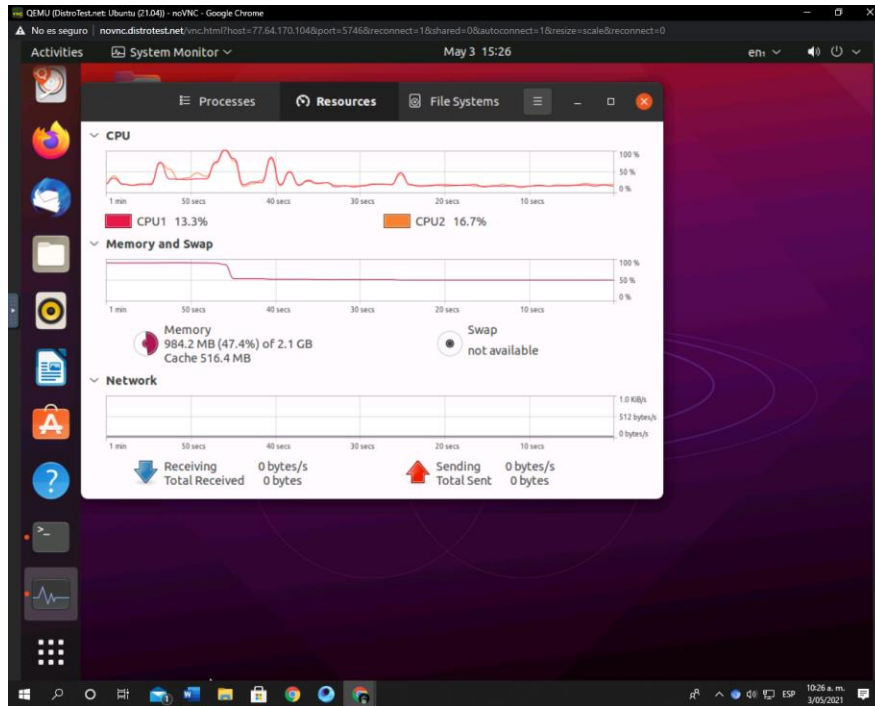 QEMU (DistroTest.net: Ubuntu (21.04)) - noVNC - Google Chrome
No es seguro | novnc.distrotest.net/vnc.html?host=77.64.170.104&port=5746&reconnect=1&shared=0&autoconnect=1&resize=scale&reconnect=0
Activities System Monitor May 3 15:26 en₁
Processes Resources File Systems
CPU
100 %
50 %
0 %
1 min 50 secs 40 secs 30 secs 20 secs 10 secs
CPU1 13.3% CPU2 16.7%
Memory and Swap
100 %
50 %
0 %
1 min 50 secs 40 secs 30 secs 20 secs 10 secs
Memory Swap
984.2 MB (47.4%) of 2.1 GB not available
Cache 516.4 MB
Network
1.0 KiB/s
512 bytes/s
0 bytes/s
1 min 50 secs 40 secs 30 secs 20 secs 10 secs
Receiving 0 bytes/s Sending 0 bytes/s
Total Received 0 bytes Total Sent 0 bytes
ESP 10:26 a. m.
3/05/2021